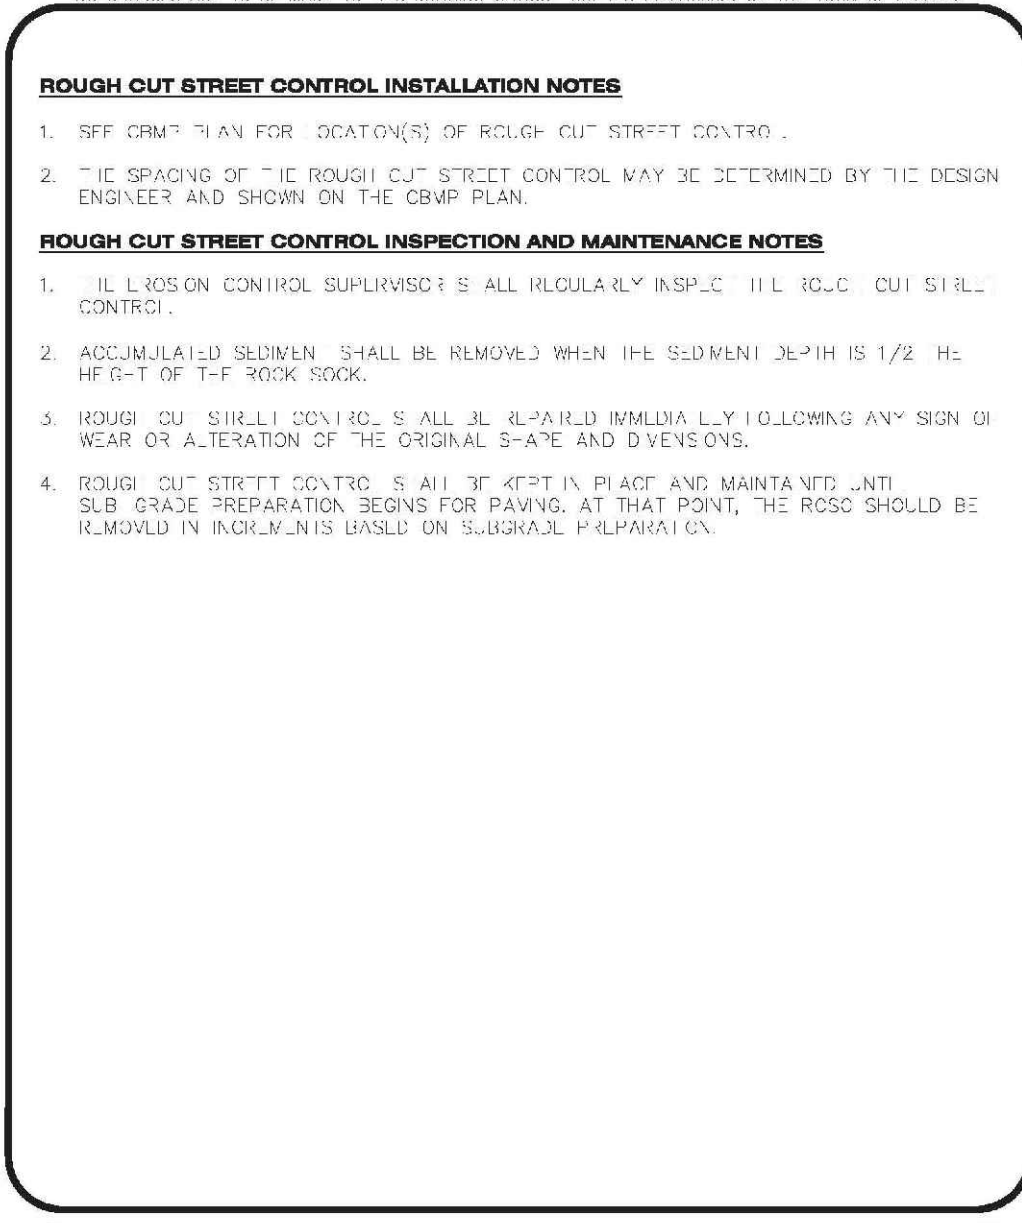 ROUGH CUT STREET CONTROL INSTALLATION NOTES
1. SEE CBMP PLAN FOR LOCATION(S) OF ROUGH CUT STREET CONTROL.
2. THE SPACING OF THE ROUGH CUT STREET CONTROL MAY BE DETERMINED BY THE DESIGN
ENGINEER AND SHOWN ON THE CBMP PLAN.
ROUGH CUT STREET CONTROL INSPECTION AND MAINTENANCE NOTES
1. THE EROSION CONTROL SUPERVISOR SHALL REGULARLY INSPECT THE ROUGH CUT STREET
CONTROL.
2. ACCUMULATED SEDIMENT SHALL BE REMOVED WHEN THE SEDIMENT DEPTH IS 1/2 THE
HEIGHT OF THE ROCK SOCK.
3. ROUGH CUT STREET CONTROL SHALL BE REPAIRED IMMEDIATELY FOLLOWING ANY SIGN OF
WEAR OR ALTERATION OF THE ORIGINAL SHAPE AND DIMENSIONS.
4. ROUGH CUT STREET CONTROL SHALL BE KEPT IN PLACE AND MAINTAINED UNTIL
SUB GRADE PREPARATION BEGINS FOR PAVING. AT THAT POINT, THE RCSC SHOULD BE
REMOVED IN INCREMENTS BASED ON SUBGRADE PREPARATION.